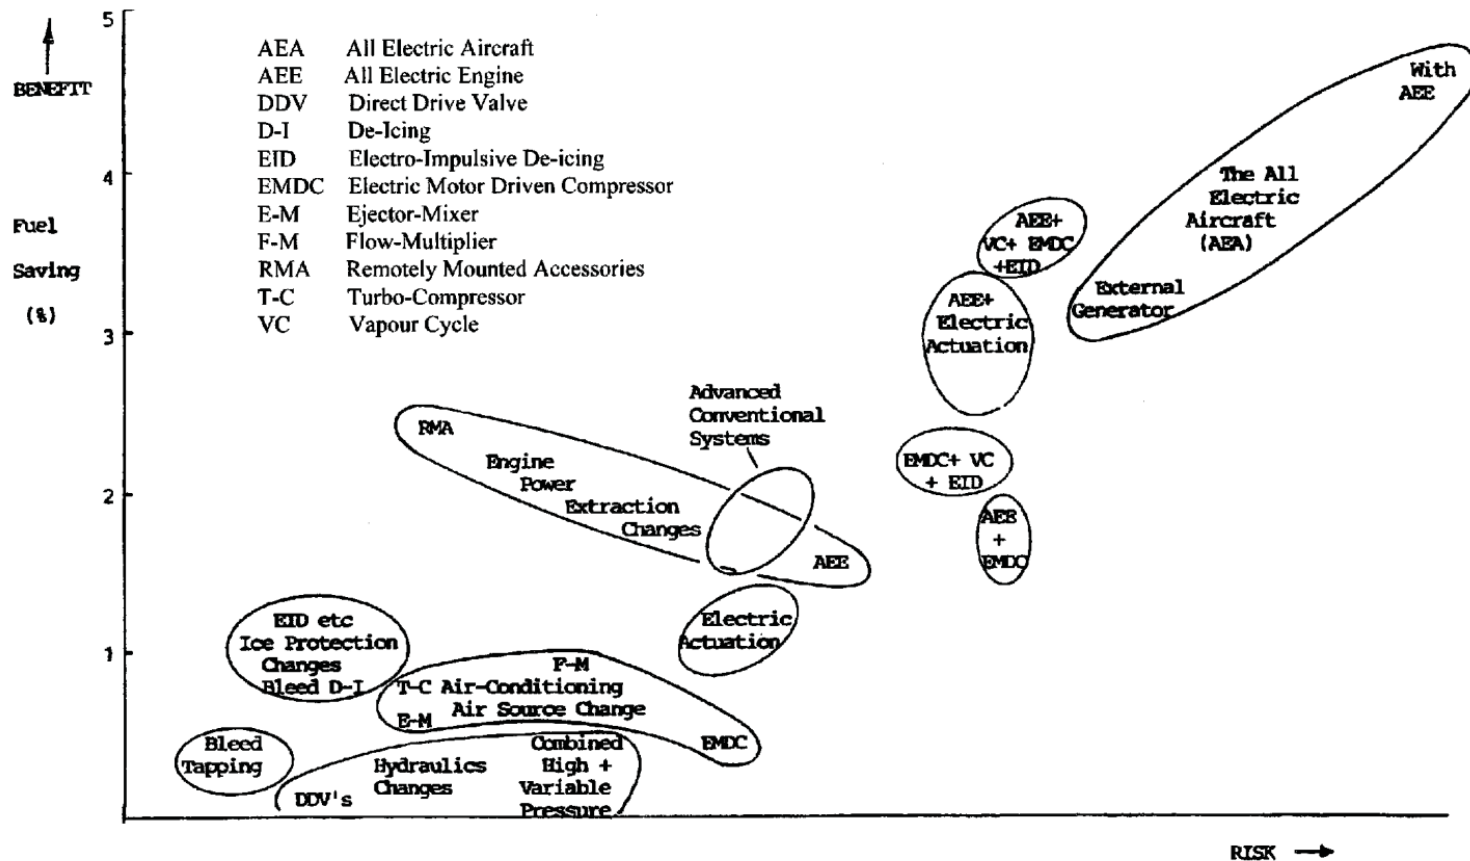 5
BENEFIT
4
Fuel
Saving
(%)
3
2
1
AEA All Electric Aircraft
AEE All Electric Engine
DDV Direct Drive Valve
D-I De-Icing
EID Electro-Impulsive De-icing
EMDC Electric Motor Driven Compressor
E-M Ejector-Mixer
F-M Flow-Multiplier
RMA Remotely Mounted Accessories
T-C Turbo-Compressor
VC Vapour Cycle
With
AEE
The All
Electric
Aircraft
(AEA)
External
Generator
AEE+
VC+ EMDC
+EID
AEE+
Electric
Actuation
Advanced
Conventional
Systems
RMA
Engine
Power
Extraction
Changes
AEE
EMDC+ VC
+ EID
AEE
+
EMDC
EID etc
Ice Protection
Changes
Bleed D-I
Electric
Actuation
F-M
T-C Air-Conditioning
Air Source Change
E-M
EMDC
Bleed
Tapping
Hydraulics
Changes
DDV's
Combined
High +
Variable
Pressure
RISK